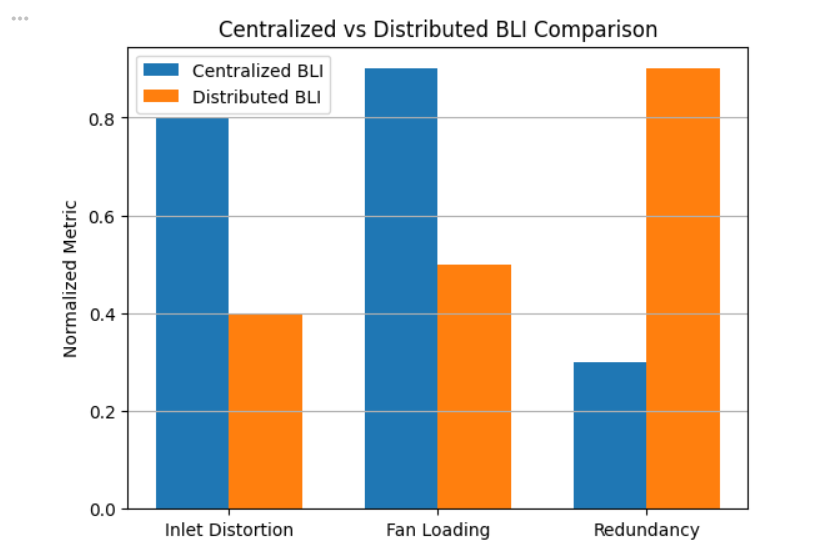 Centralized vs Distributed BLI Comparison
Centralized BLI
Distributed BLI
Normalized Metric
0.8
0.6
0.4
0.2
0.0
Inlet Distortion
Fan Loading
Redundancy